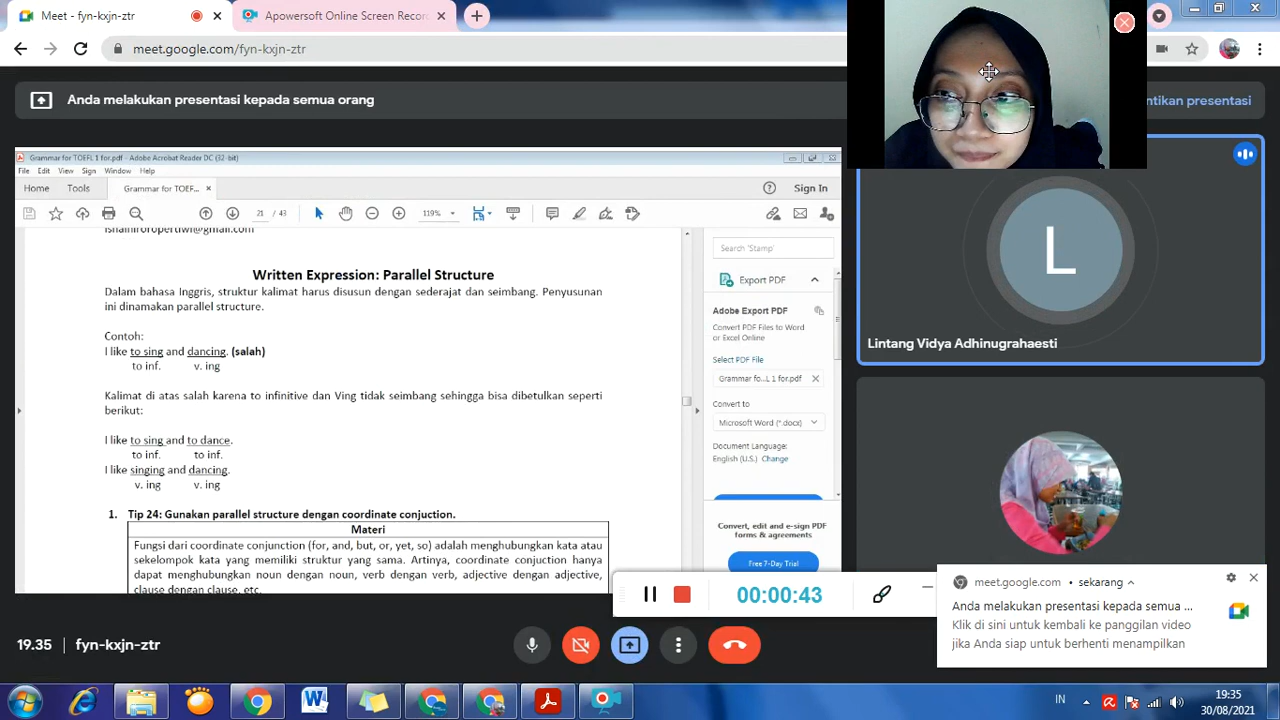 Meet - fyn-kxjn-ztr
Apowersoft Online Screen Recor
meet.google.com/fyn-kxjn-ztr
Anda melakukan presentasi kepada semua orang
ntikan presentasi
Grammar for TOEFL 1 for.pdf - Adobe Acrobat Reader DC (32-bit)
File Edit View Sign Window Help
Home Tools Grammar for TOEF... Sign In
21 / 43 119%
Written Expression: Parallel Structure
Dalam bahasa Inggris, struktur kalimat harus disusun dengan sederajat dan seimbang. Penyusunan
ini dinamakan parallel structure.
Contoh:
I like to sing and dancing. (salah)
to inf. v. ing
Kalimat di atas salah karena to infinitive dan Ving tidak seimbang sehingga bisa dibetulkan seperti
berikut:
I like to sing and to dance.
to inf. to inf.
I like singing and dancing.
v. ing v. ing
1. Tip 24: Gunakan parallel structure dengan coordinate conjuction.
Materi
Fungsi dari coordinate conjunction (for, and, but, or, yet, so) adalah menghubungkan kata atau
sekelompok kata yang memiliki struktur yang sama. Artinya, coordinate conjuction hanya
dapat menghubungkan noun dengan noun, verb dengan verb, adjective dengan adjective,
clause dengan clause, etc.
Search 'Stamp'
Export PDF
Adobe Export PDF
Convert PDF Files to Word
or Excel Online
Select PDF File
Grammar fo...L 1 for.pdf
Convert to
Microsoft Word (*.docx)
Document Language:
English (U.S.) Change
Convert, edit and e-sign PDF
forms & agreements
Free 7-Day Trial
L
Lintang Vidya Adhinugrahaesti
00:00:43
meet.google.com • sekarang
Anda melakukan presentasi kepada semua ...
Klik di sini untuk kembali ke panggilan video
jika Anda siap untuk berhenti menampilkan
19.35 fyn-kxjn-ztr
IN
19:35
30/08/2021